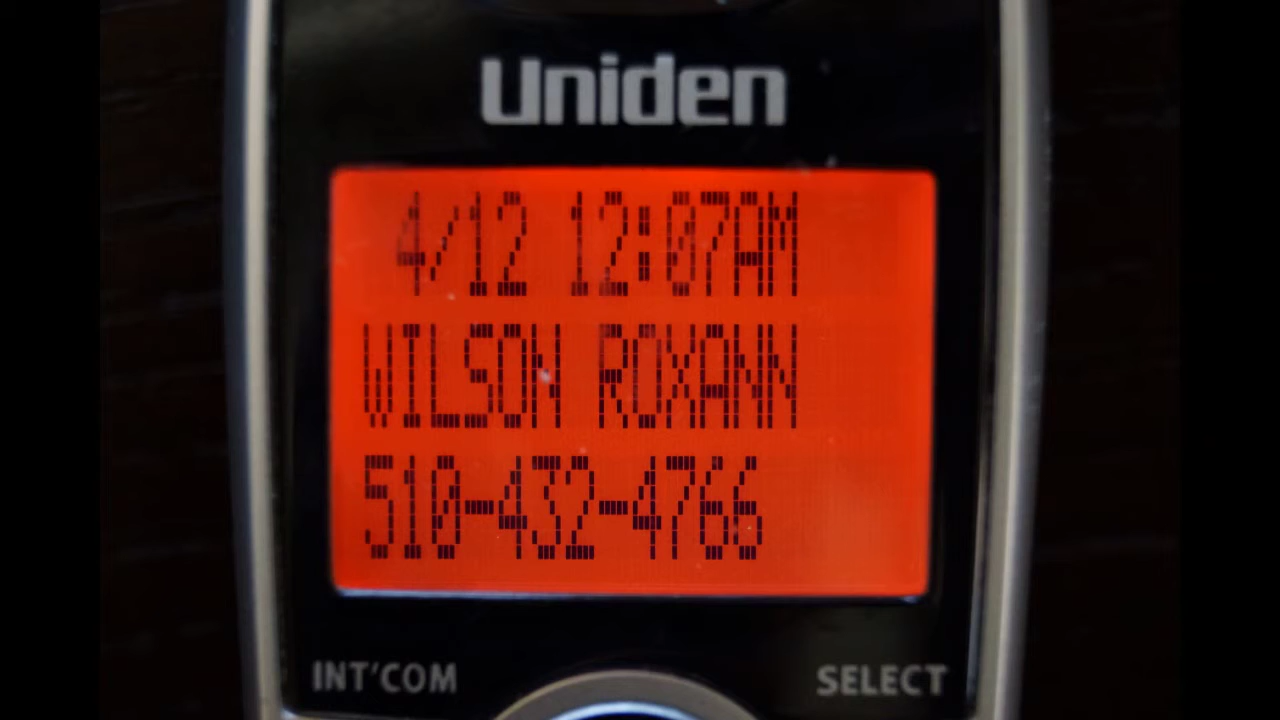 Uniden
4/12 12:07AM
WILSON ROXANN
510-432-4766
INT'COM
SELECT